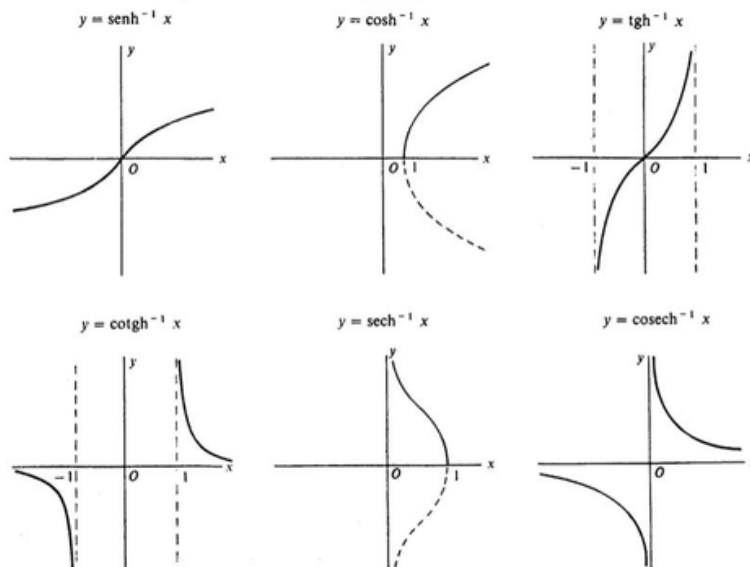 y = senh⁻¹ x
y = cosh⁻¹ x
y = tgh⁻¹ x
y
x
O
y
x
O
1
y
x
-1
O
1
y = cotgh⁻¹ x
y = sech⁻¹ x
y = cosech⁻¹ x
y
x
-1
O
1
y
x
O
1
y
x
O